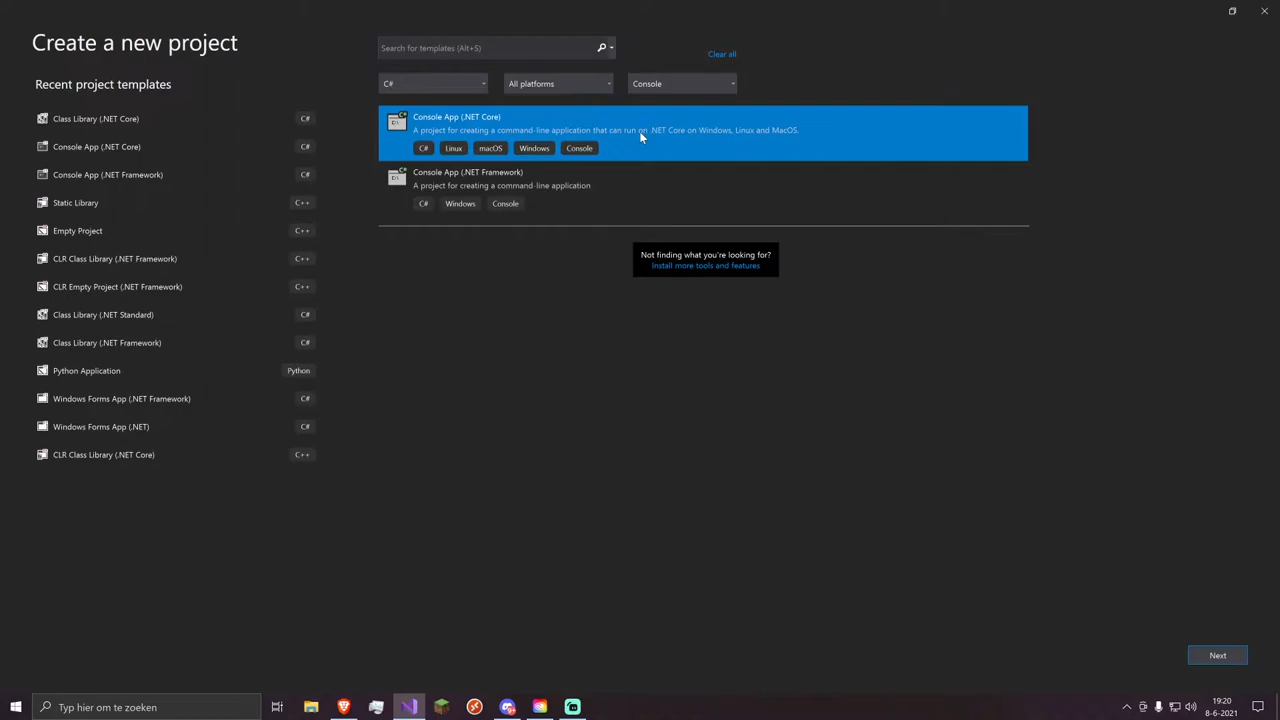 Create a new project
Recent project templates
Class Library (.NET Core) C#
Console App (.NET Core) C#
Console App (.NET Framework) C#
Static Library C++
Empty Project C++
CLR Class Library (.NET Framework) C++
CLR Empty Project (.NET Framework) C++
Class Library (.NET Standard) C#
Class Library (.NET Framework) C#
Python Application Python
Windows Forms App (.NET Framework) C#
Windows Forms App (.NET) C#
CLR Class Library (.NET Core) C++
Search for templates (Alt+S)
Clear all
C# All platforms Console
Console App (.NET Core)
A project for creating a command-line application that can run on .NET Core on Windows, Linux and MacOS.
C# Linux macOS Windows Console
Console App (.NET Framework)
A project for creating a command-line application
C# Windows Console
Not finding what you're looking for?
Install more tools and features
Next
Typ hier om te zoeken
19:20
8-6-2021